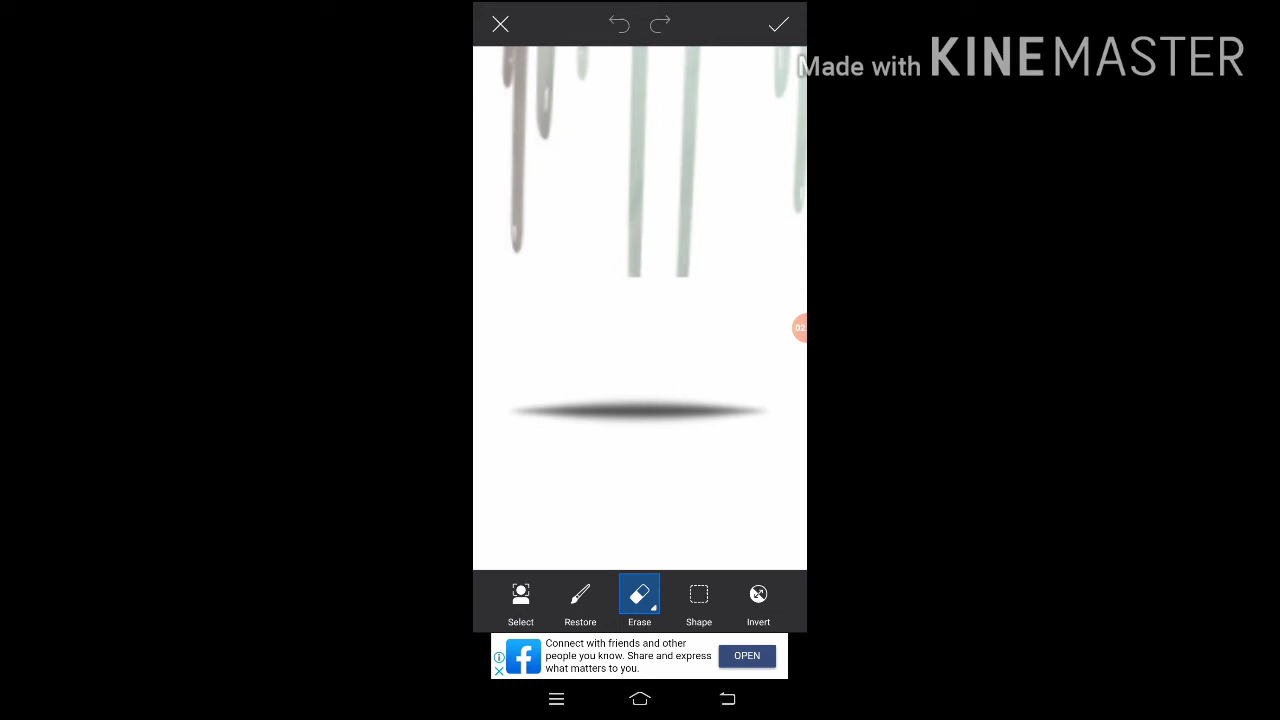 Made with KINEMASTER
02
Select Restore Erase Shape Invert
Connect with friends and other
people you know. Share and express
what matters to you.
OPEN